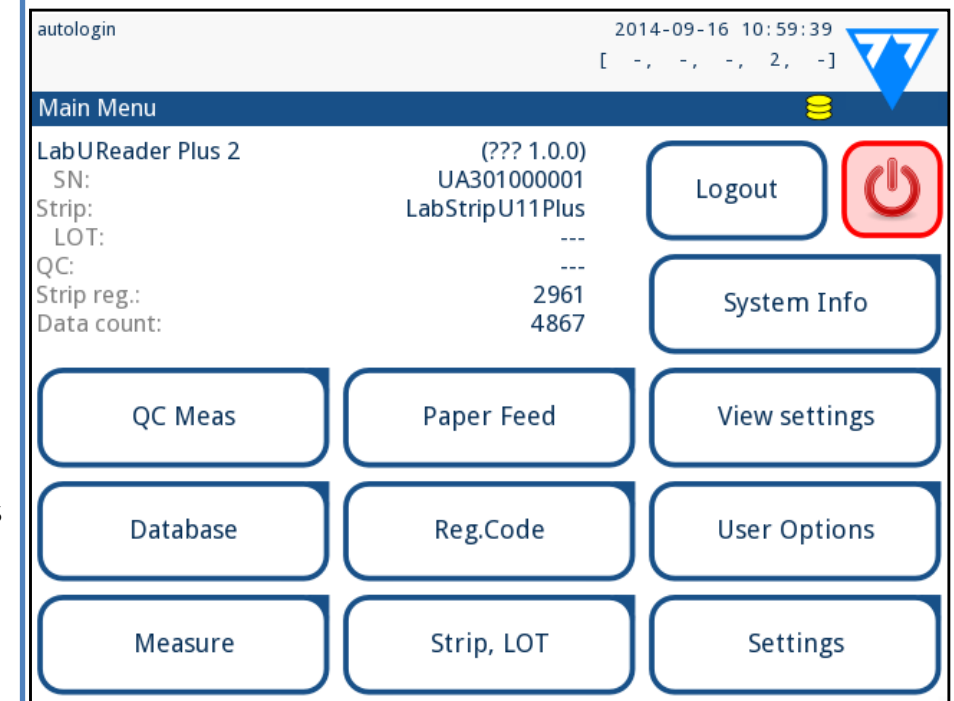 autologin 2014-09-16 10:59:39
[ -, -, -, 2, -]
Main Menu
LabUReader Plus 2 (??? 1.0.0)
SN: UA301000001
Strip: LabStripU11Plus
LOT: ---
QC: ---
Strip reg.: 2961
Data count: 4867
Logout
System Info
QC Meas Paper Feed View settings
Database Reg.Code User Options
Measure Strip, LOT Settings